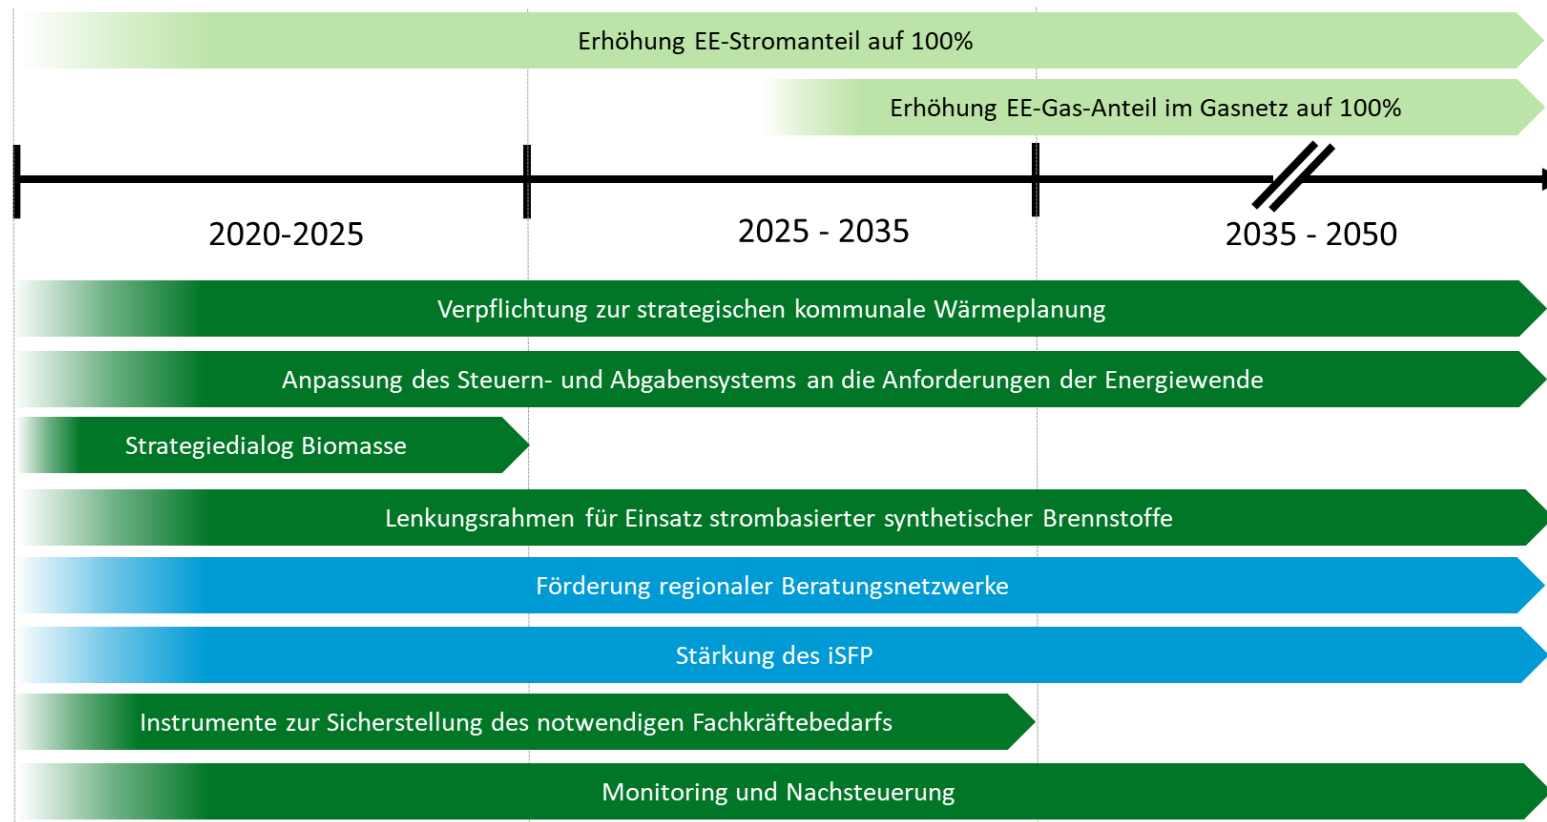 Erhöhung EE-Stromanteil auf 100%
Erhöhung EE-Gas-Anteil im Gasnetz auf 100%
2020-2025
2025 - 2035
2035 - 2050
Verpflichtung zur strategischen kommunale Wärmeplanung
Anpassung des Steuern- und Abgabensystems an die Anforderungen der Energiewende
Strategiedialog Biomasse
Lenkungsrahmen für Einsatz strombasierter synthetischer Brennstoffe
Förderung regionaler Beratungsnetzwerke
Stärkung des iSFP
Instrumente zur Sicherstellung des notwendigen Fachkräftebedarfs
Monitoring und Nachsteuerung